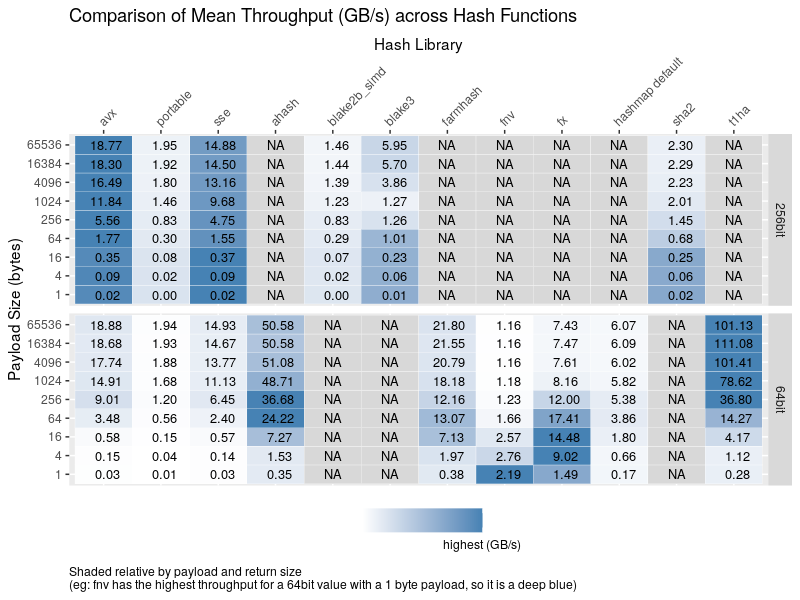 Comparison of Mean Throughput (GB/s) across Hash Functions
Hash Library
avx portable sse ahash blake2b_simd blake3 farmhash fnv fx hashmap default sha2 t1ha
Payload Size (bytes)
65536 18.77 1.95 14.88 NA 1.46 5.95 NA NA NA NA 2.30 NA
16384 18.30 1.92 14.50 NA 1.44 5.70 NA NA NA NA 2.29 NA
4096 16.49 1.80 13.16 NA 1.39 3.86 NA NA NA NA 2.23 NA
1024 11.84 1.46 9.68 NA 1.23 1.27 NA NA NA NA 2.01 NA
256 5.56 0.83 4.75 NA 0.83 1.26 NA NA NA NA 1.45 NA
64 1.77 0.30 1.55 NA 0.29 1.01 NA NA NA NA 0.68 NA
16 0.35 0.08 0.37 NA 0.07 0.23 NA NA NA NA 0.25 NA
4 0.09 0.02 0.09 NA 0.02 0.06 NA NA NA NA 0.06 NA
1 0.02 0.00 0.02 NA 0.00 0.01 NA NA NA NA 0.02 NA
256bit
65536 18.88 1.94 14.93 50.58 NA NA 21.80 1.16 7.43 6.07 NA 101.13
16384 18.68 1.93 14.67 50.58 NA NA 21.55 1.16 7.47 6.09 NA 111.08
4096 17.74 1.88 13.77 51.08 NA NA 20.79 1.16 7.61 6.02 NA 101.41
1024 14.91 1.68 11.13 48.71 NA NA 18.18 1.18 8.16 5.82 NA 78.62
256 9.01 1.20 6.45 36.68 NA NA 12.16 1.23 12.00 5.38 NA 36.80
64 3.48 0.56 2.40 24.22 NA NA 13.07 1.66 17.41 3.86 NA 14.27
16 0.58 0.15 0.57 7.27 NA NA 7.13 2.57 14.48 1.80 NA 4.17
4 0.15 0.04 0.14 1.53 NA NA 1.97 2.76 9.02 0.66 NA 1.12
1 0.03 0.01 0.03 0.35 NA NA 0.38 2.19 1.49 0.17 NA 0.28
64bit
highest (GB/s)
Shaded relative by payload and return size
(eg: fnv has the highest throughput for a 64bit value with a 1 byte payload, so it is a deep blue)